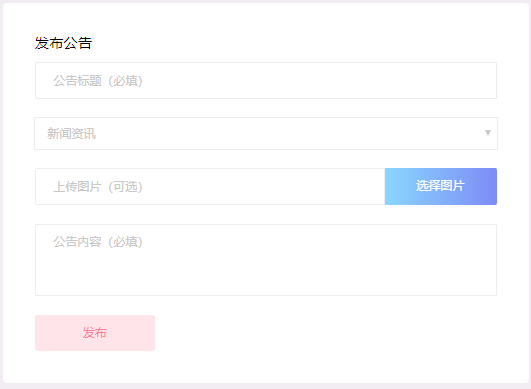 发布公告
公告标题（必填）
新闻资讯
上传图片（可选）
选择图片
公告内容（必填）
发布